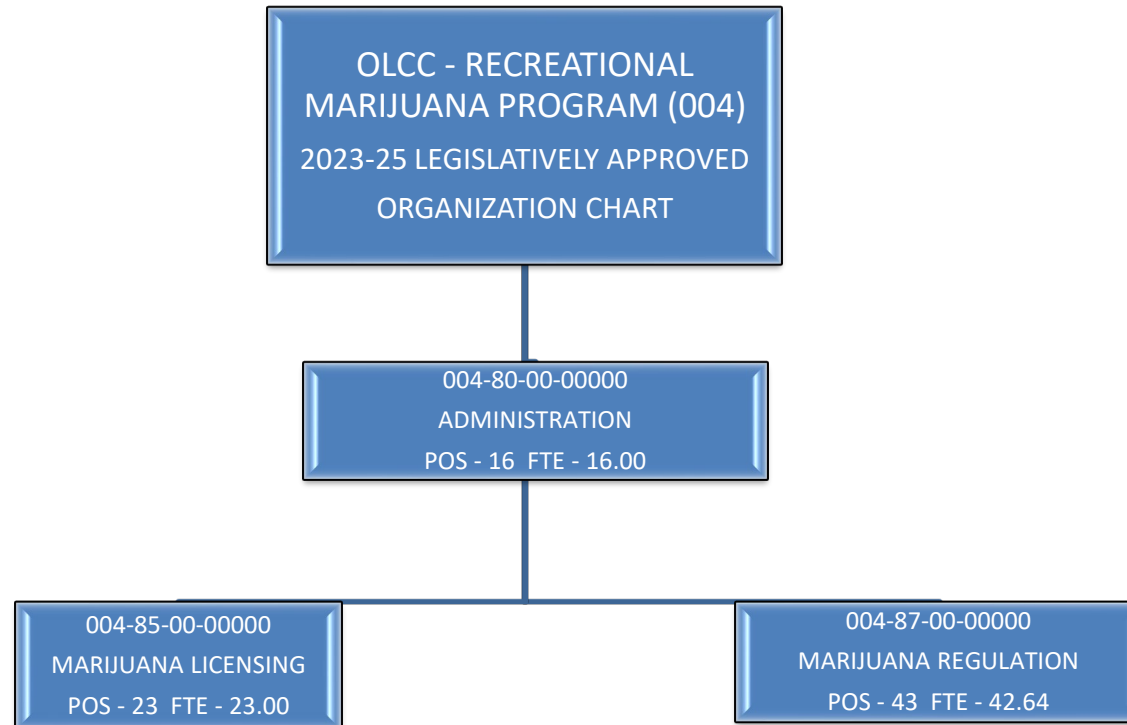 OLCC - RECREATIONAL
MARIJUANA PROGRAM (004)
2023-25 LEGISLATIVELY APPROVED
ORGANIZATION CHART
004-80-00-00000
ADMINISTRATION
POS - 16 FTE - 16.00
004-85-00-00000
MARIJUANA LICENSING
POS - 23 FTE - 23.00
004-87-00-00000
MARIJUANA REGULATION
POS - 43 FTE - 42.64